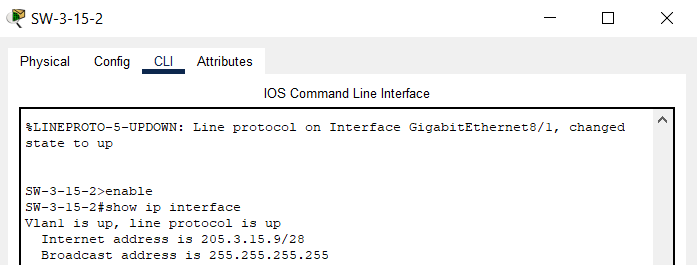 SW-3-15-2
Physical Config CLI Attributes
IOS Command Line Interface
%LINEPROTO-5-UPDOWN: Line protocol on Interface GigabitEthernet8/1, changed
state to up
SW-3-15-2>enable
SW-3-15-2#show ip interface
Vlan1 is up, line protocol is up
Internet address is 205.3.15.9/28
Broadcast address is 255.255.255.255